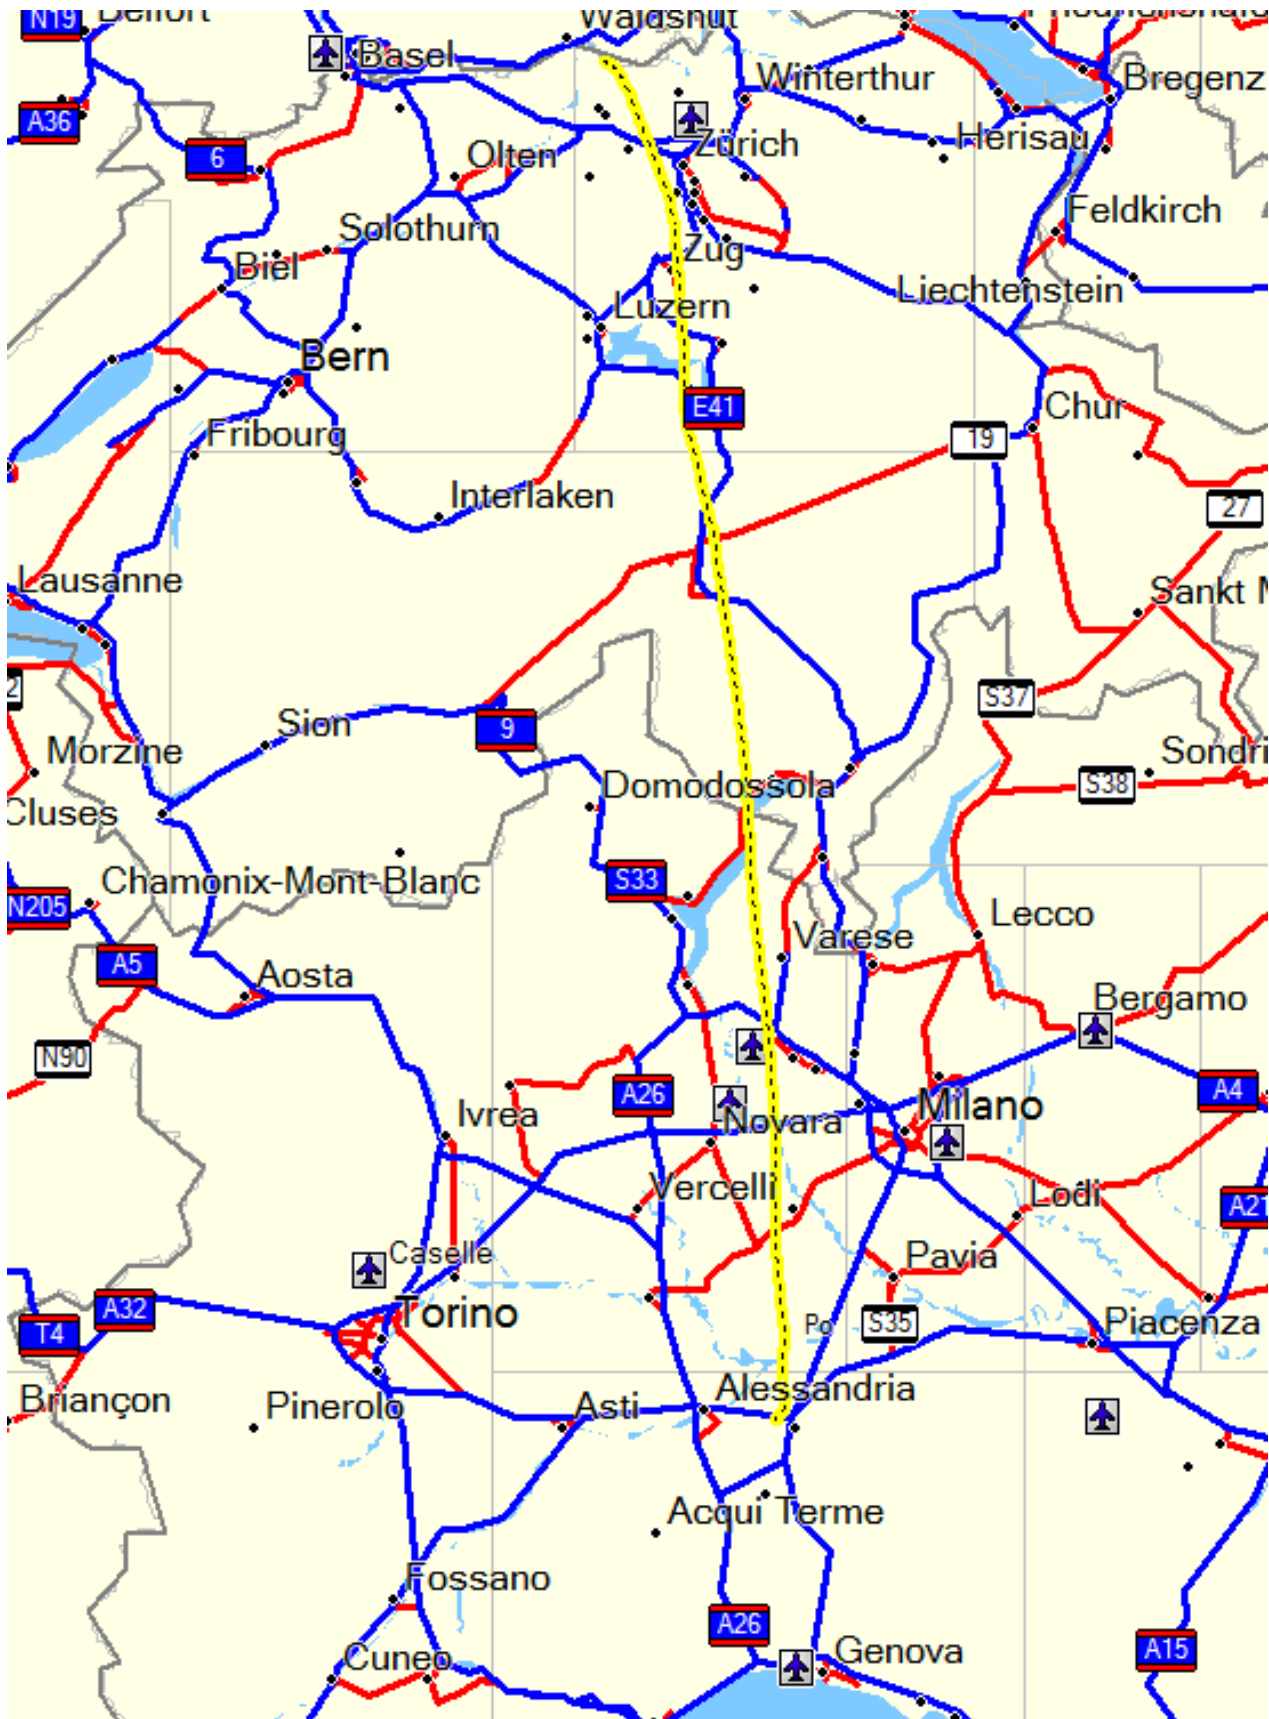 N19
Belfort
Waldshut
Basel
Winterthur
Bregenz
A36
6
Olten
Zürich
Herisau
Solothurn
Feldkirch
Biel
Zug
Liechtenstein
Luzern
Bern
E41
Chur
Fribourg
19
Interlaken
27
Lausanne
Sankt M
2
S37
Sion
9
Morzine
Sondri
Domodossola
S38
Cluses
Chamonix-Mont-Blanc
S33
N205
Lecco
Varese
A5
Aosta
Bergamo
N90
A26
A4
Ivrea
Milano
Novara
Vercelli
Lodi
A21
Caselle
Pavia
A32
Torino
T4
Po
S35
Piacenza
Briançon
Pinerolo
Asti
Alessandria
Acqui Terme
Fossano
A26
Cuneo
Genova
A15